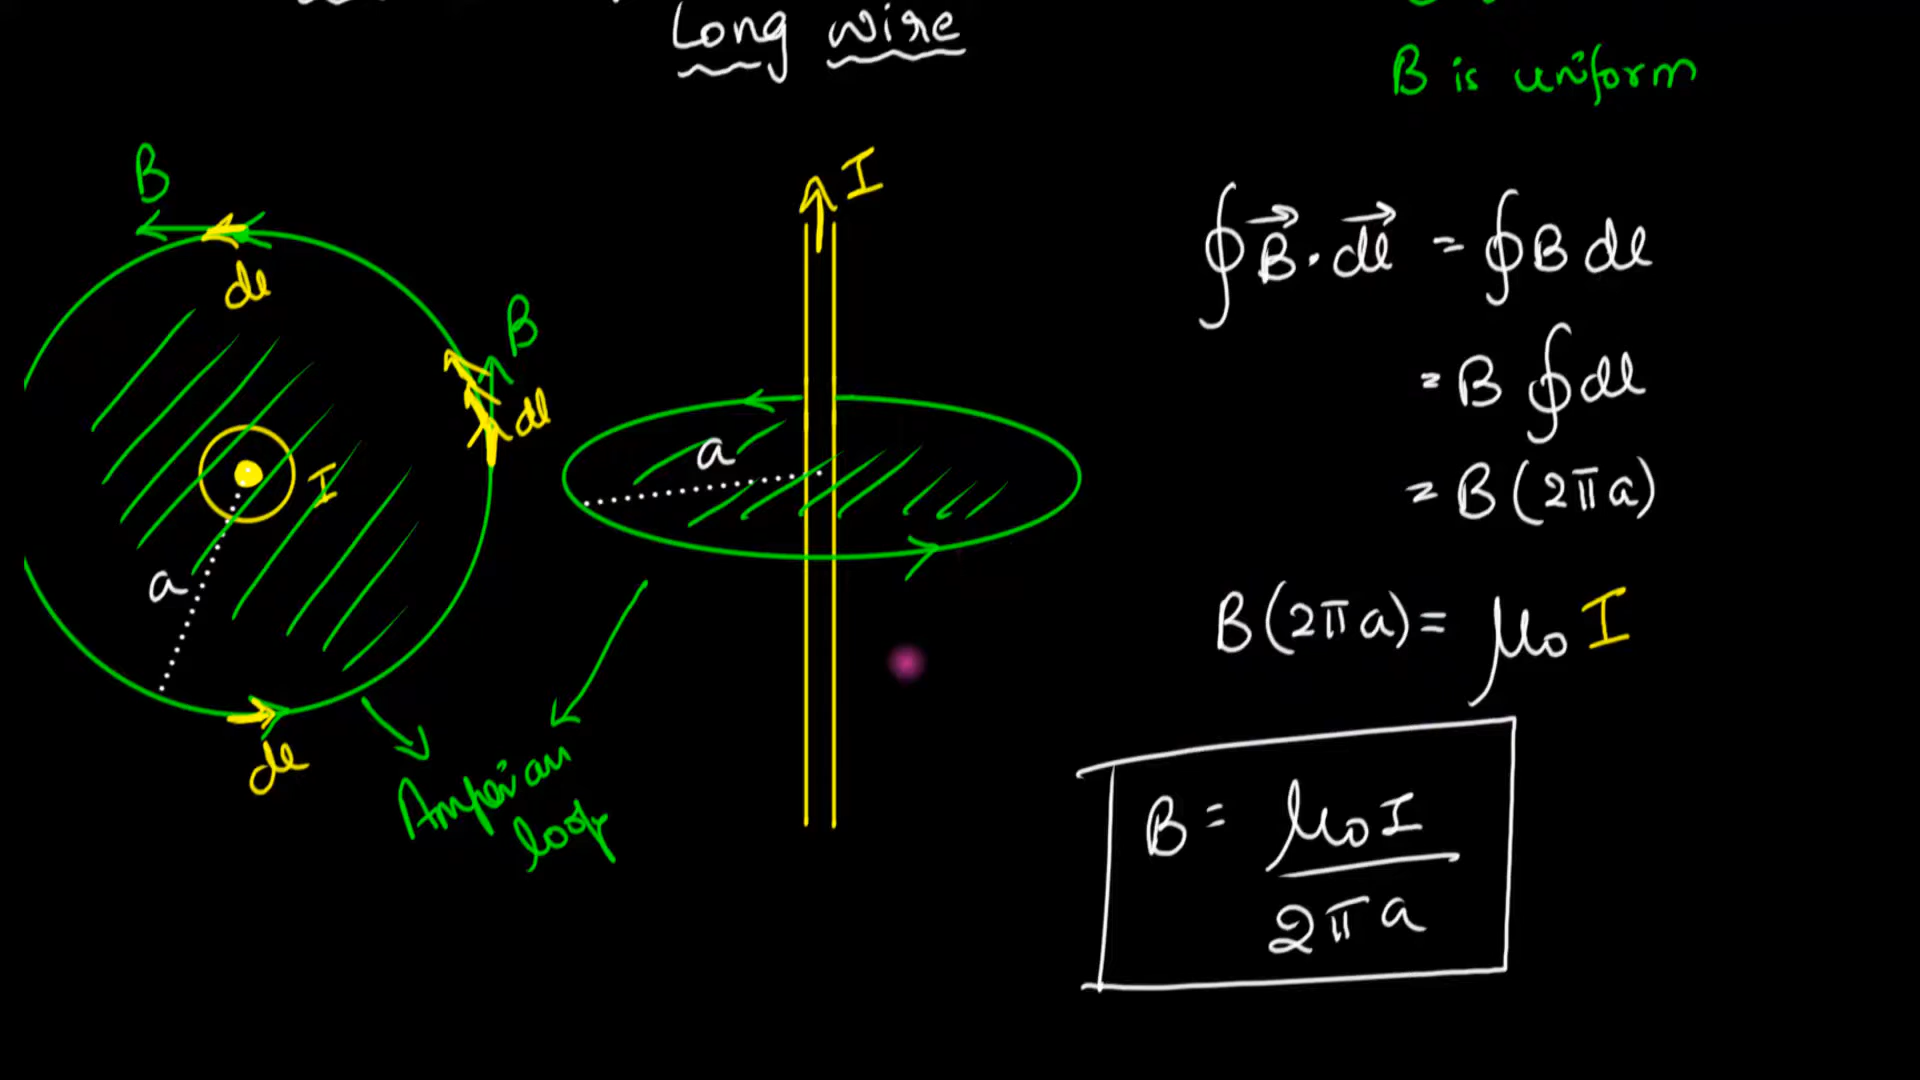 Long wire
B is uniform
B
dl
B
dl
I
a
dl
Amperian
loop
I
a
∮B⃗·dl⃗ = ∮B dl
= B ∮dl
= B (2πa)
B(2πa) = μ₀ I
B = μ₀I / 2πa